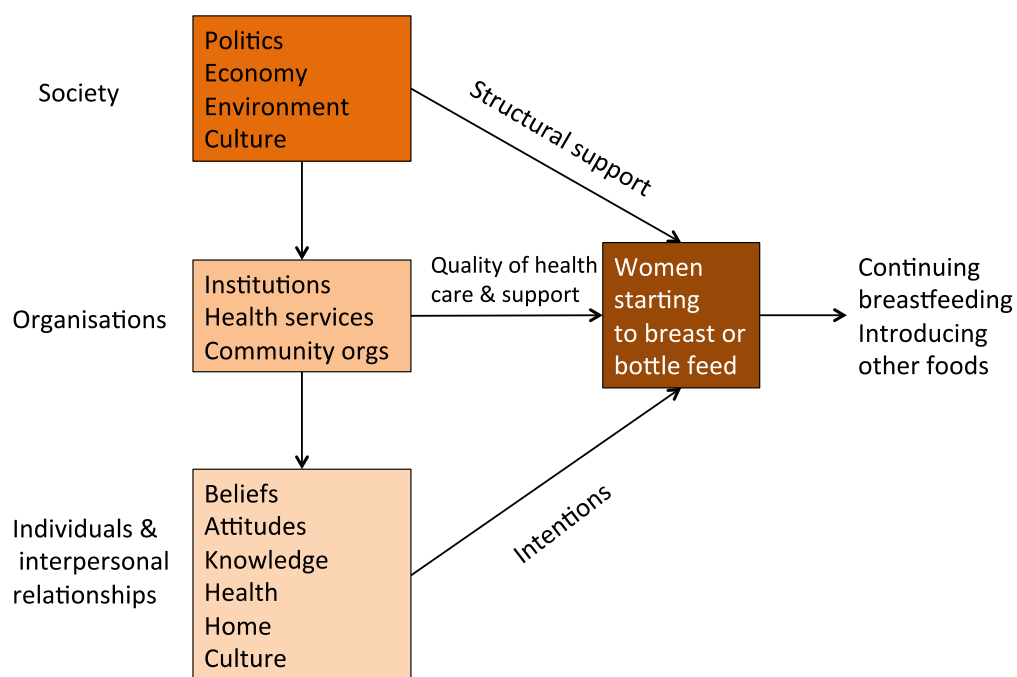 Society
Politics
Economy
Environment
Culture
Structural support
Organisations
Institutions
Health services
Community orgs
Quality of health
care & support
Women
starting
to breast or
bottle feed
Continuing
breastfeeding
Introducing
other foods
Individuals &
interpersonal
relationships
Beliefs
Attitudes
Knowledge
Health
Home
Culture
Intentions